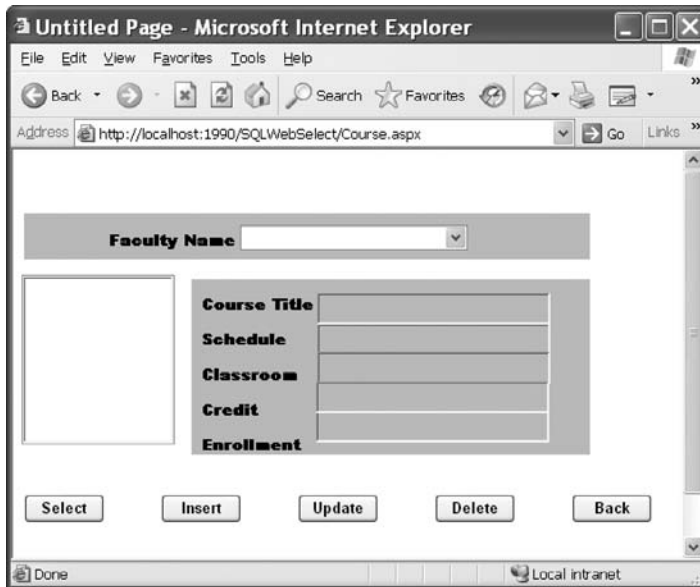 Untitled Page - Microsoft Internet Explorer
File Edit View Favorites Tools Help
Back Search Favorites
Address http://localhost:1990/SQLWebSelect/Course.aspx Go Links
Faculty Name
Course Title
Schedule
Classroom
Credit
Enrollment
Select Insert Update Delete Back
Done Local intranet